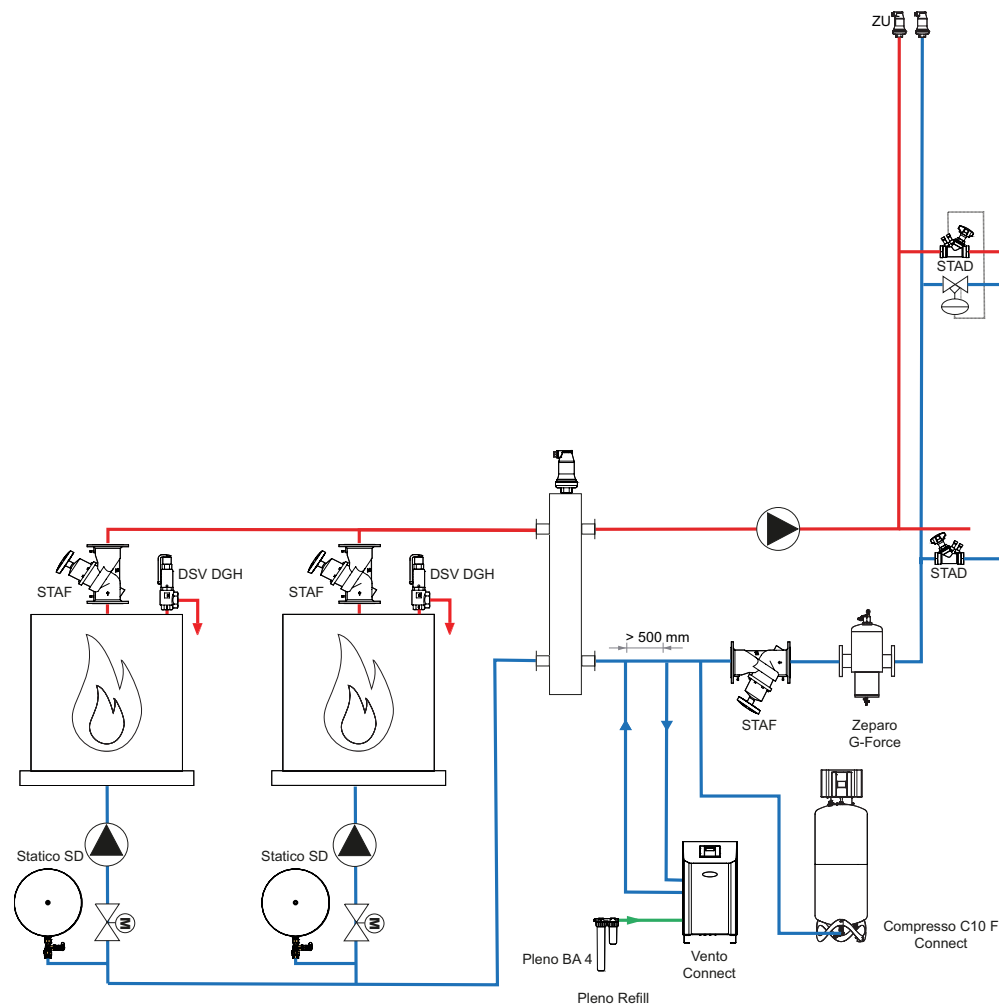 ZU
STAD
STAF
DSV DGH
STAF
DSV DGH
STAD
> 500 mm
STAF
Zeparo
G-Force
Statico SD
Statico SD
M
M
Compresso C10 F
Connect
Pleno BA 4
Vento
Connect
Pleno Refill